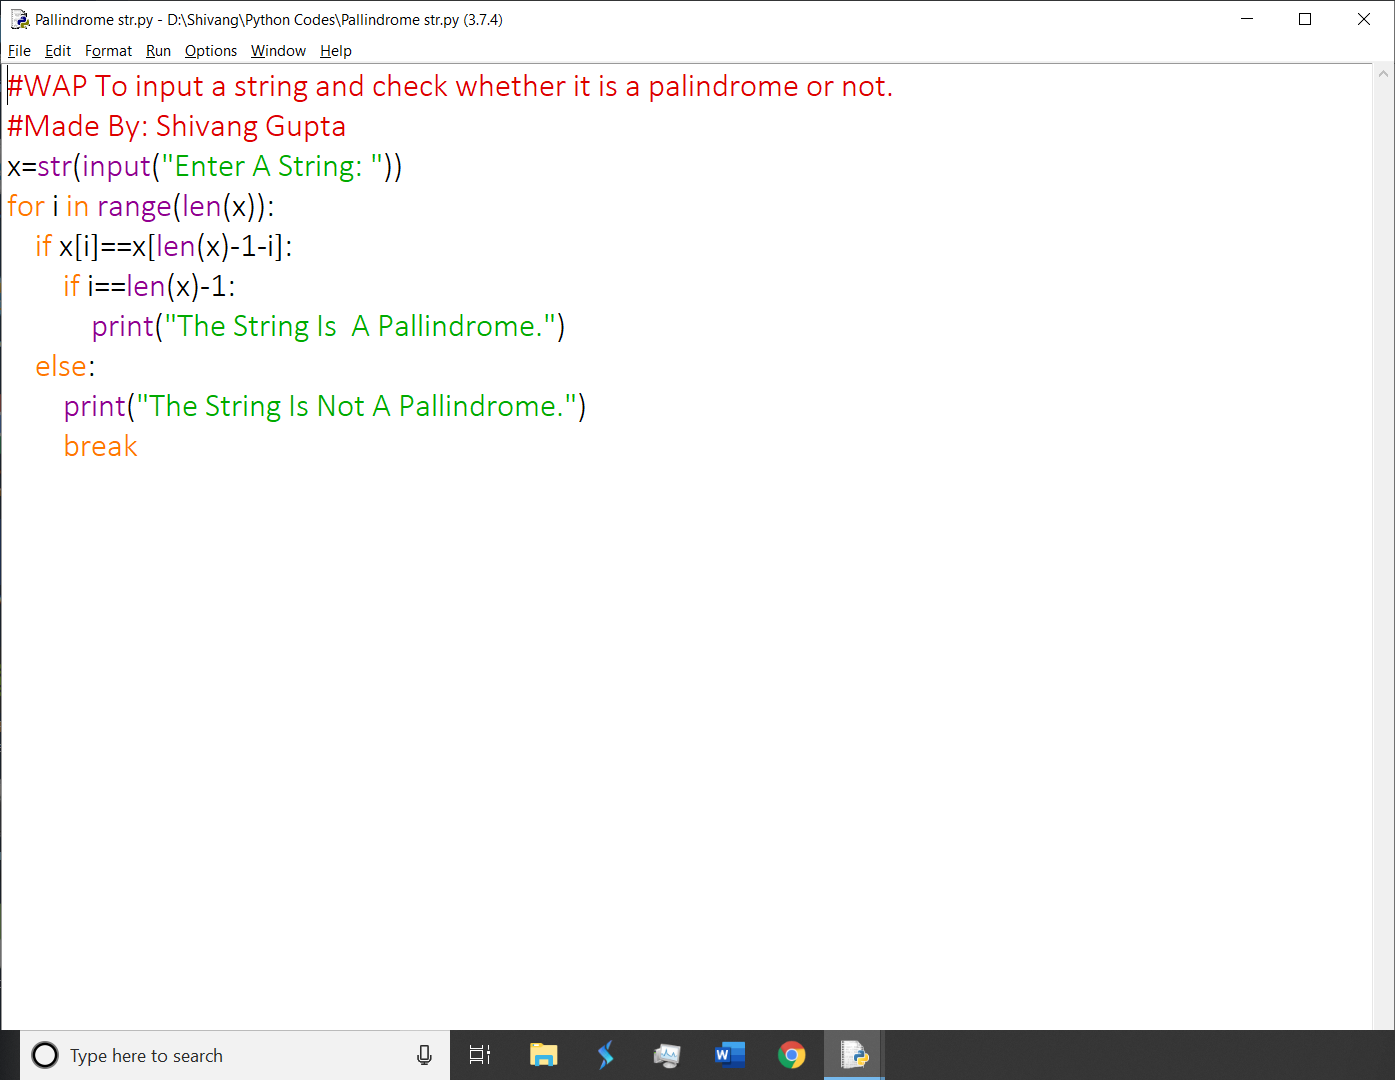 Pallindrome str.py - D:\Shivang\Python Codes\Pallindrome str.py (3.7.4)
File Edit Format Run Options Window Help
#WAP To input a string and check whether it is a palindrome or not.
#Made By: Shivang Gupta
x=str(input("Enter A String: "))
for i in range(len(x)):
    if x[i]==x[len(x)-1-i]:
        if i==len(x)-1:
            print("The String Is  A Pallindrome.")
    else:
        print("The String Is Not A Pallindrome.")
        break
Type here to search
W